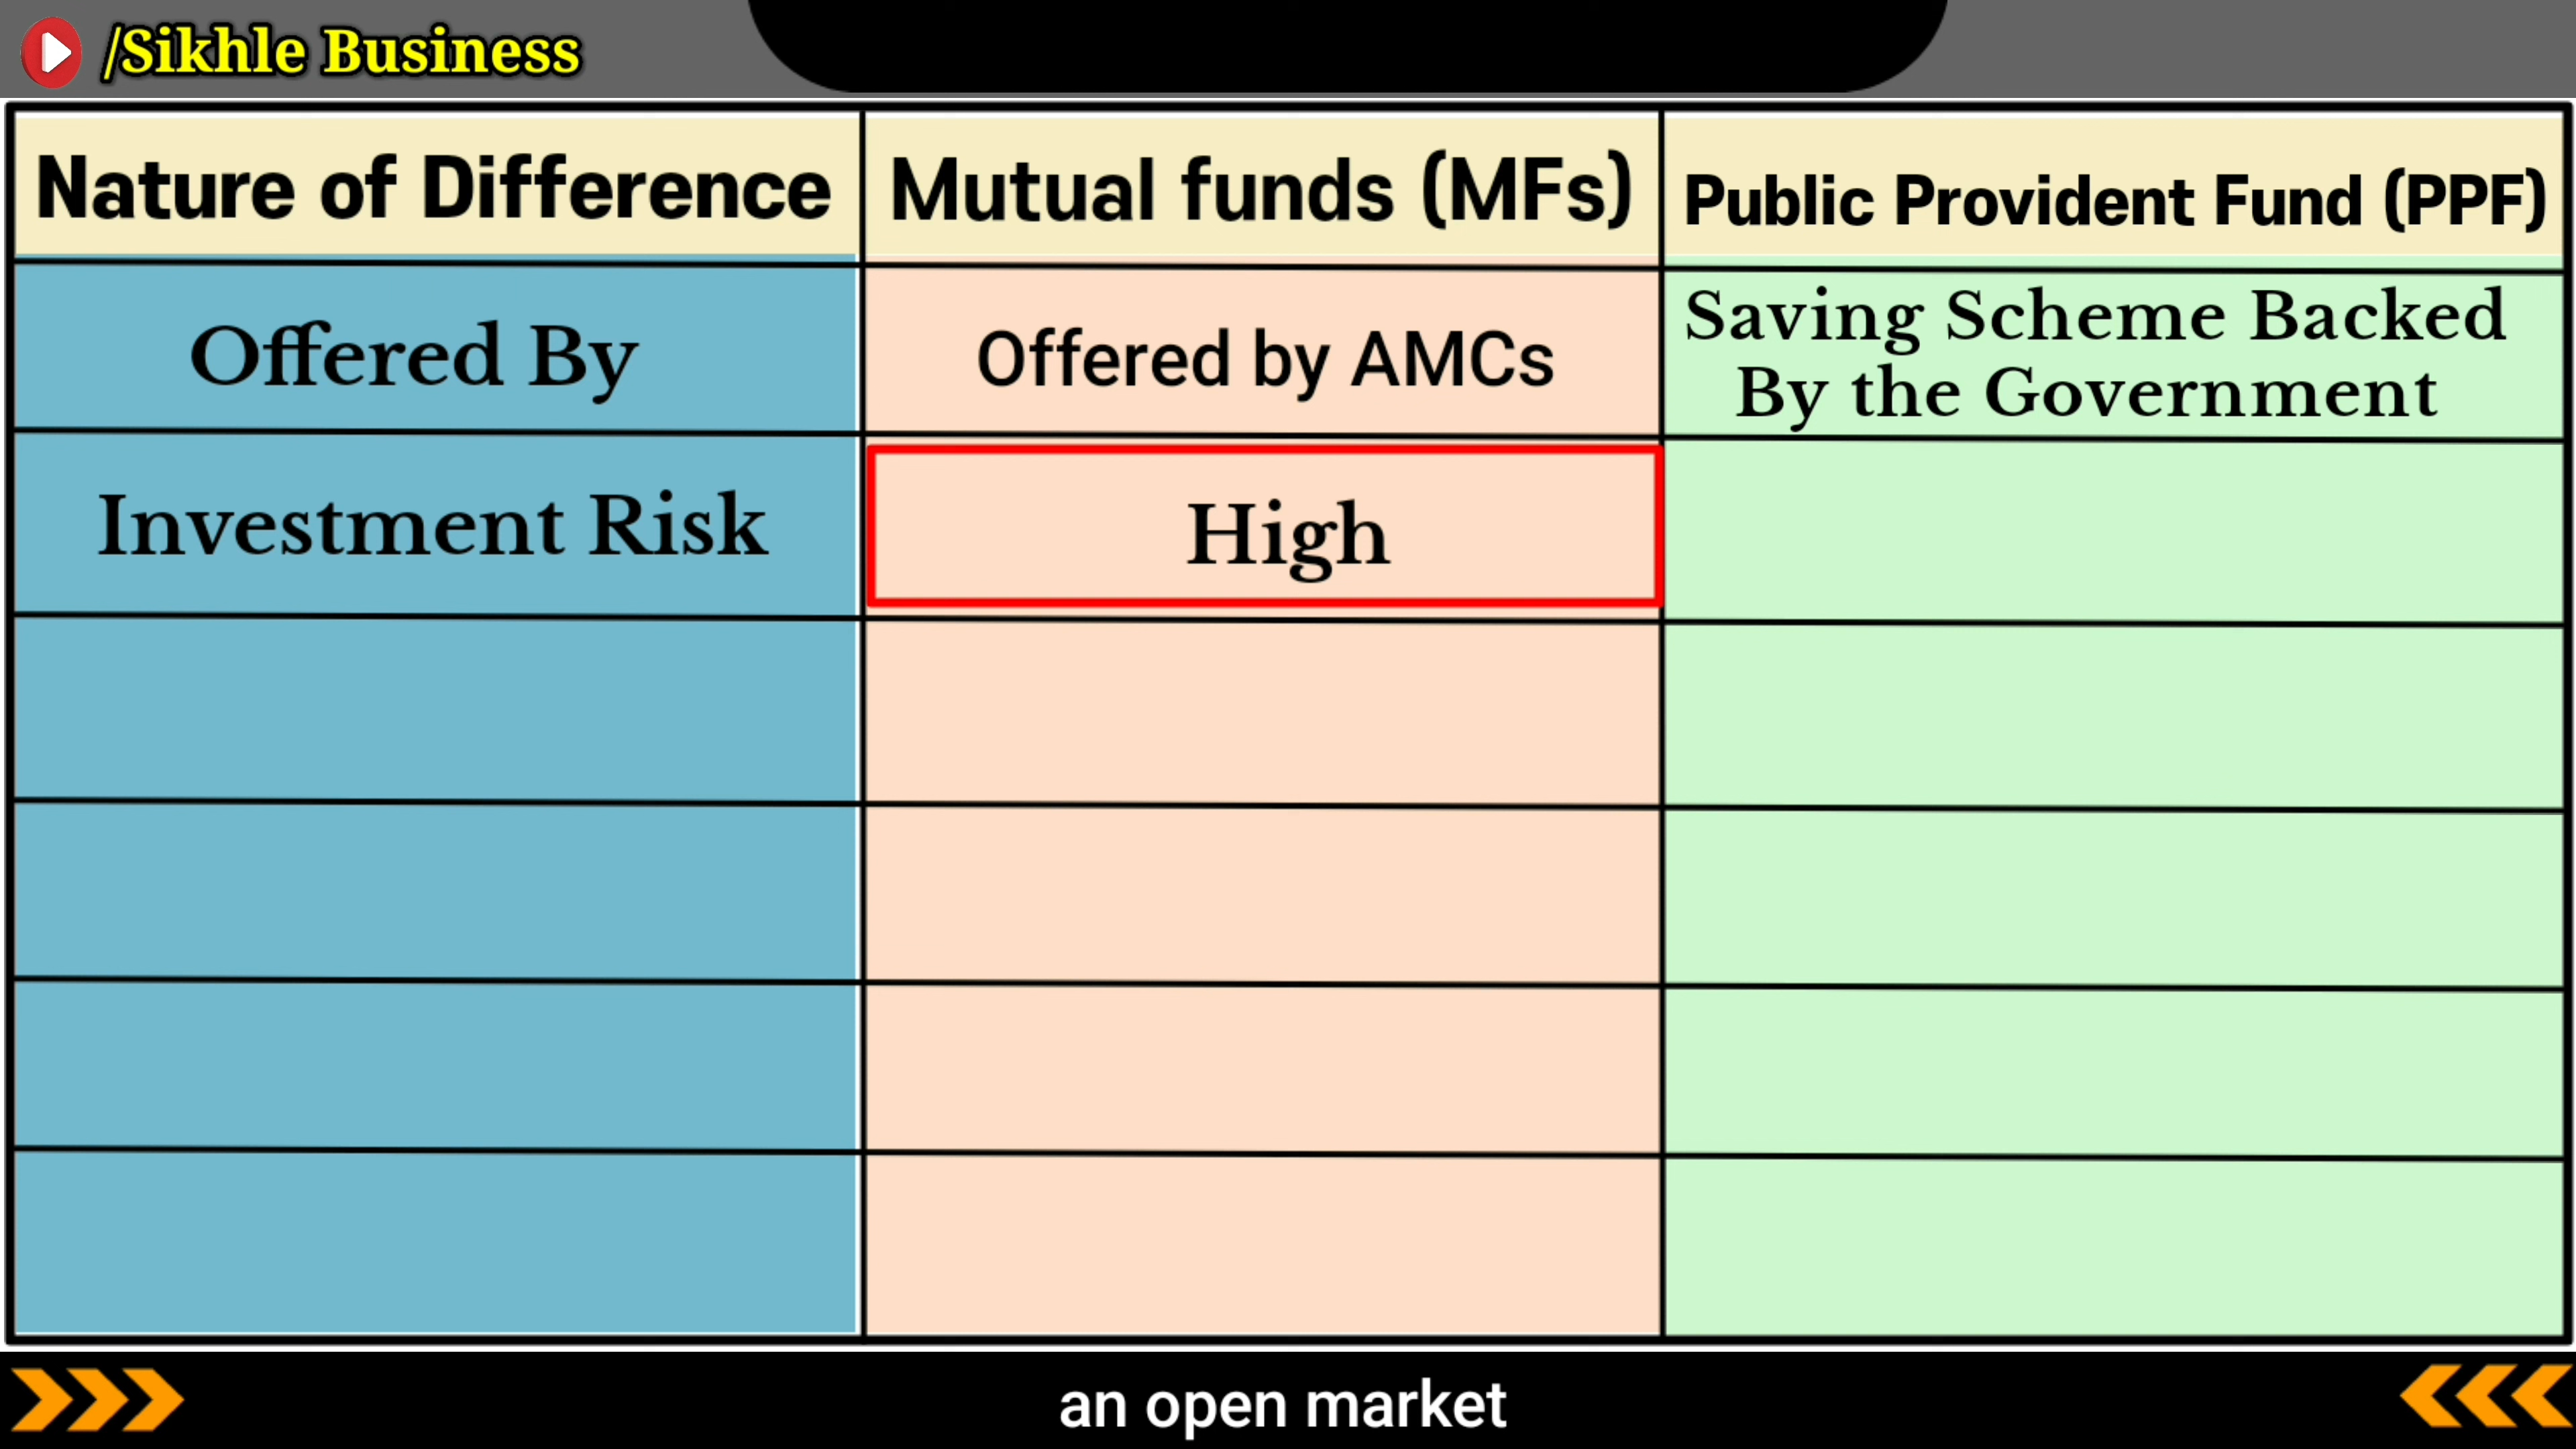 /Sikhle Business
Nature of Difference
Mutual funds (MFs)
Public Provident Fund (PPF)
Offered By
Offered by AMCs
Saving Scheme Backed
By the Government
Investment Risk
High
an open market